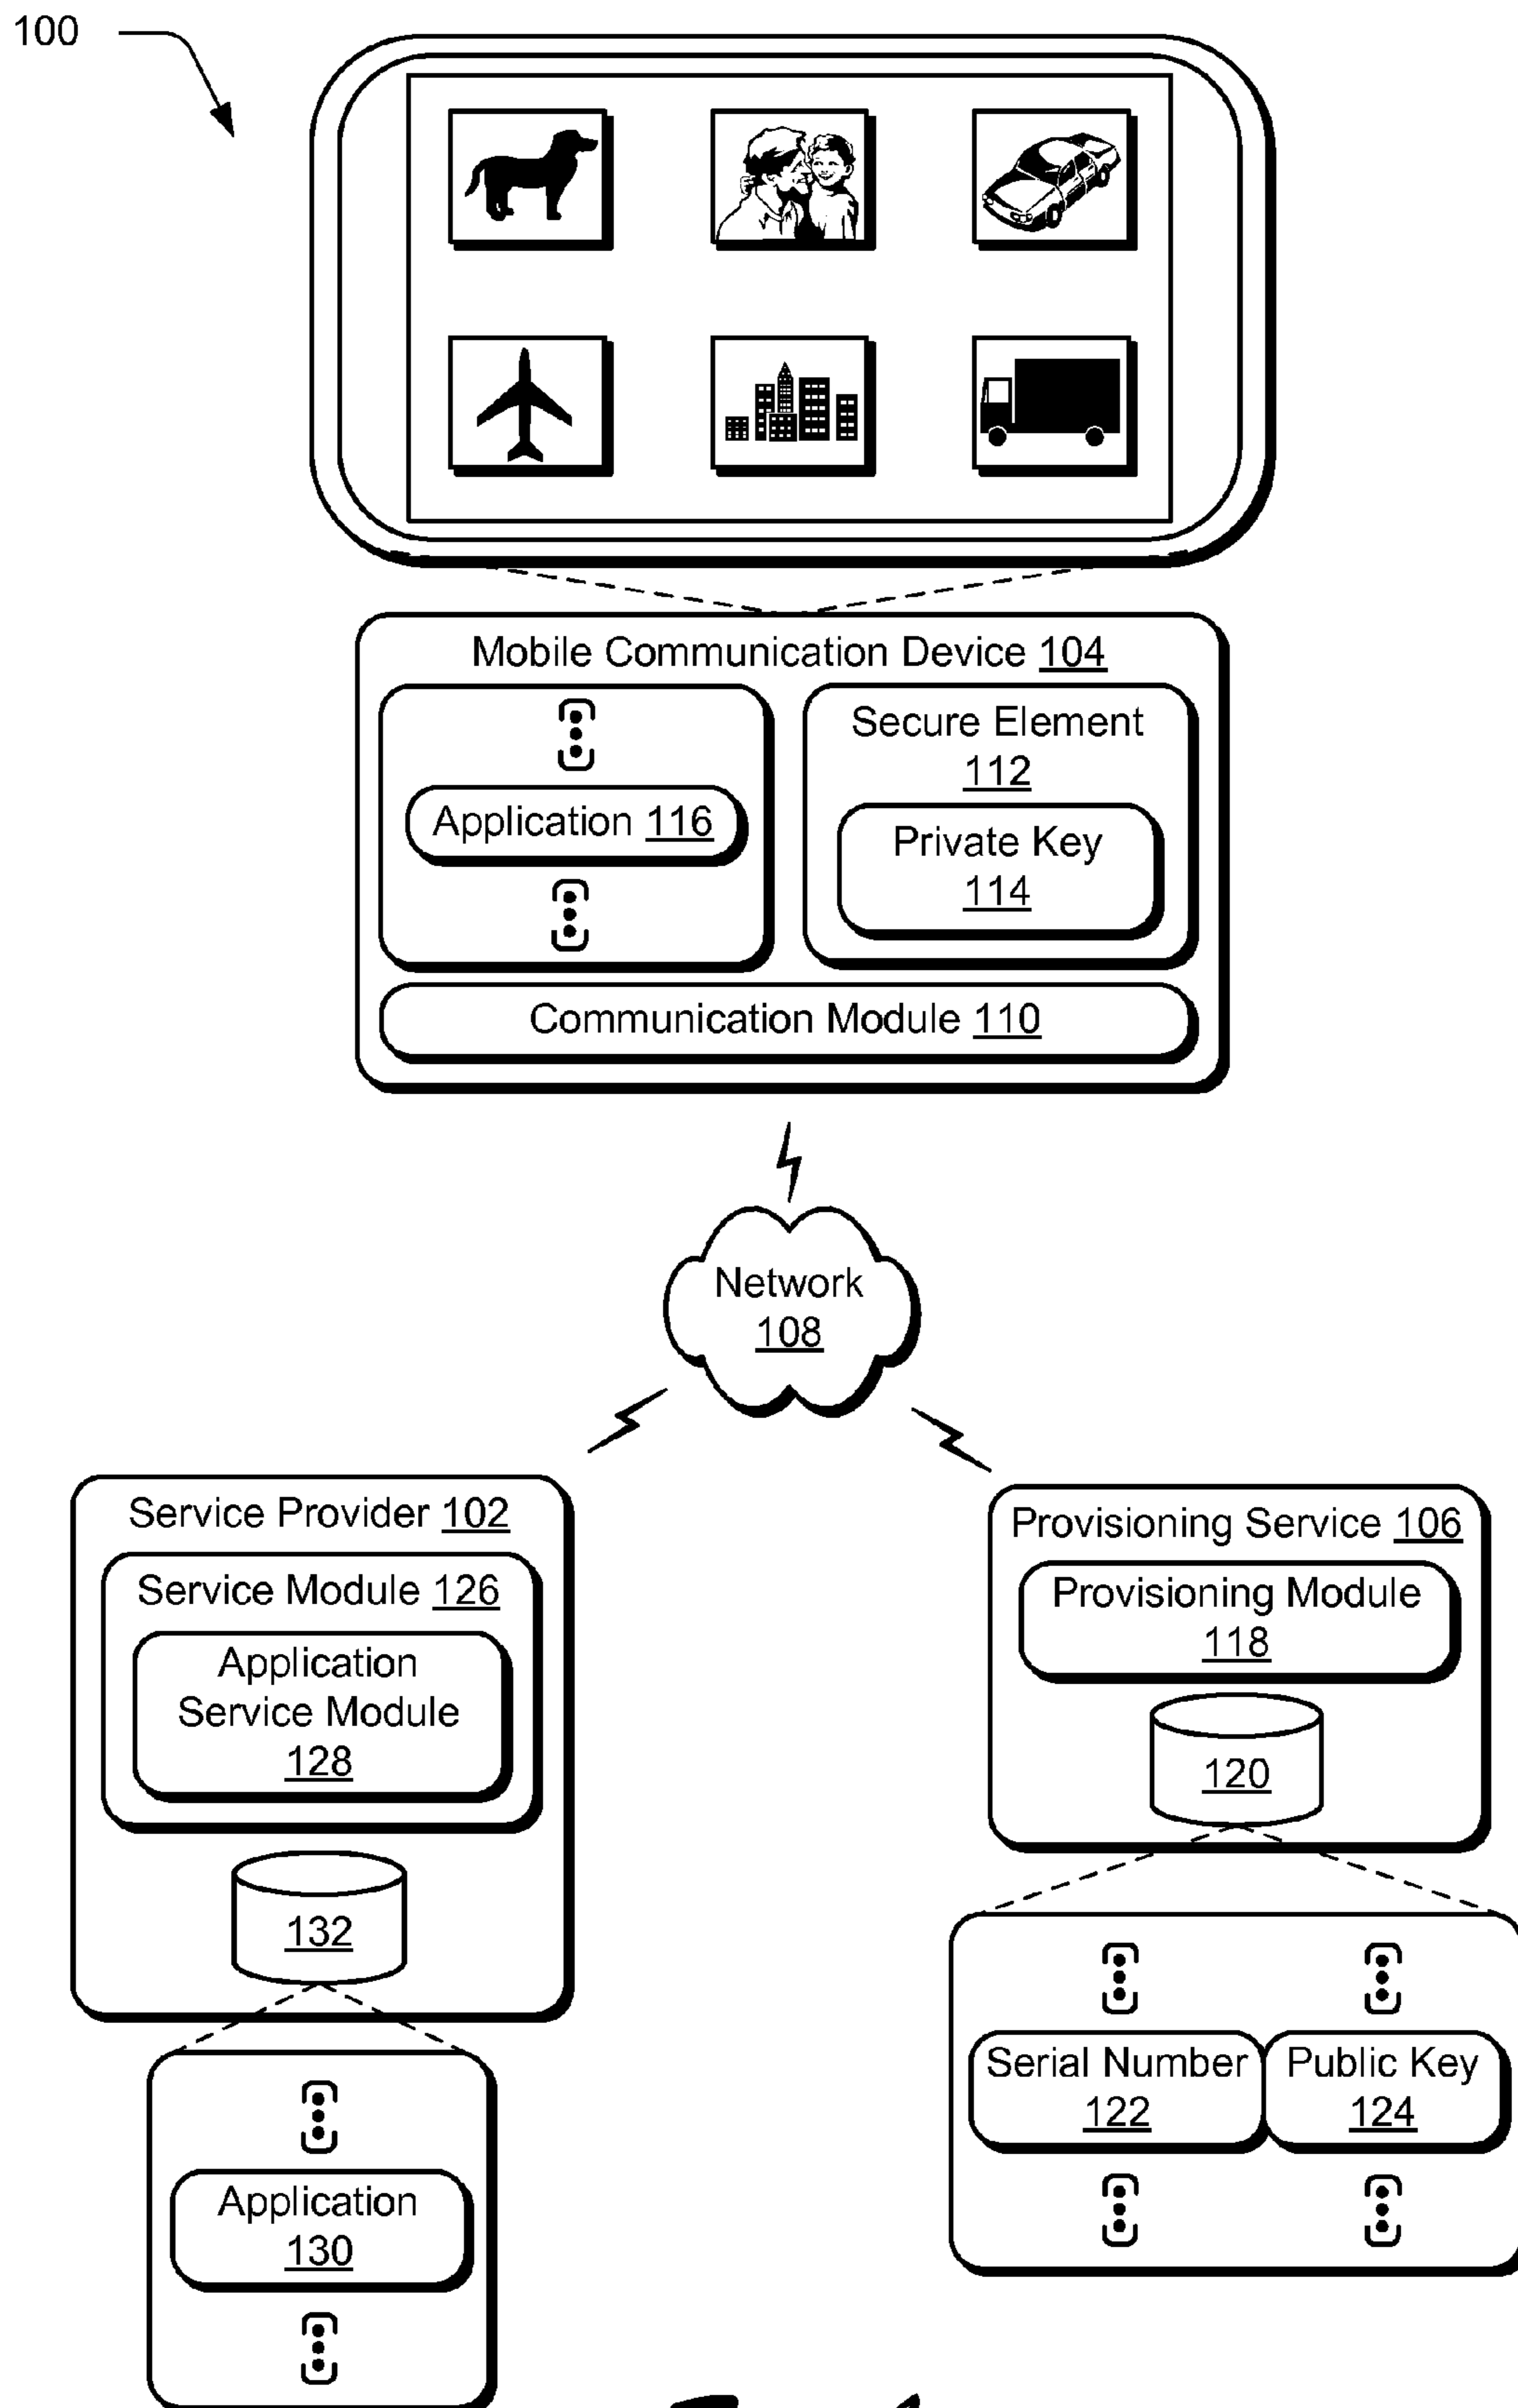 100
Mobile Communication Device 104
Application 116
Secure Element
112
Private Key
114
Communication Module 110
Network
108
Service Provider 102
Service Module 126
Application
Service Module
128
132
Application
130
Provisioning Service 106
Provisioning Module
118
120
Serial Number
122
Public Key
124